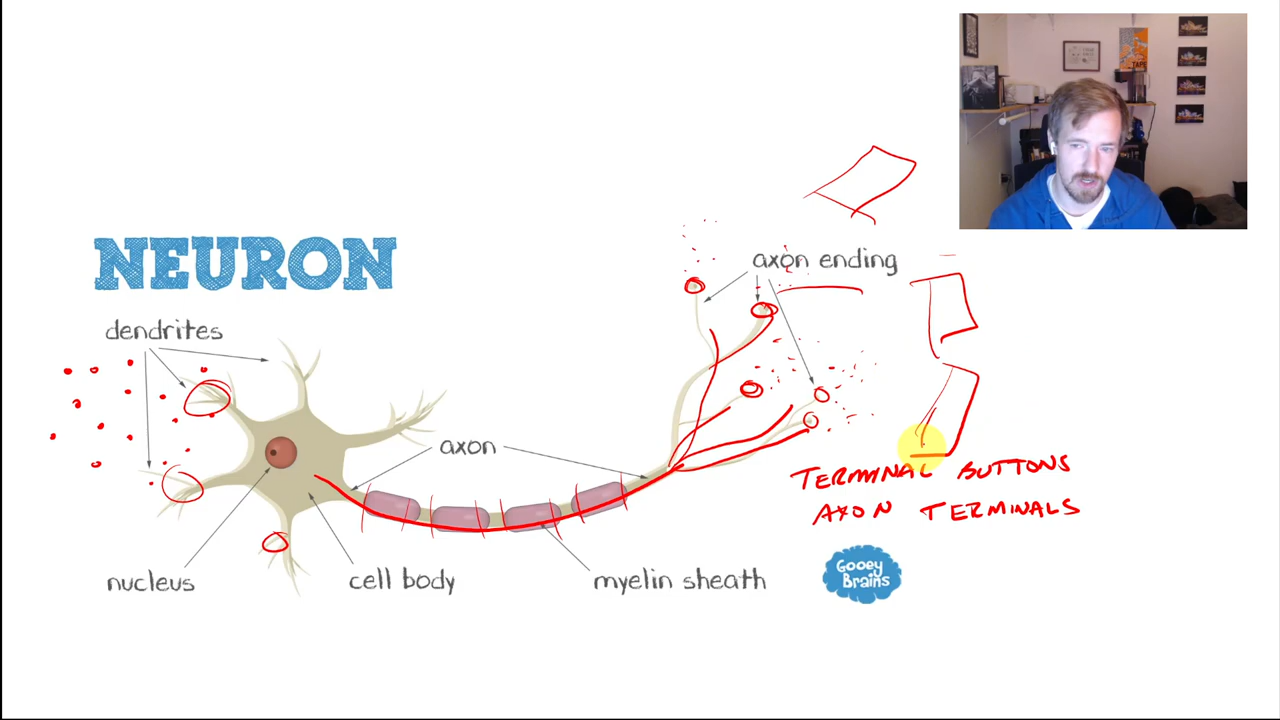 NEURON
axon ending
dendrites
axon
TERMINAL BUTTONS
AXON TERMINALS
nucleus
cell body
myelin sheath
Gooey
Brains